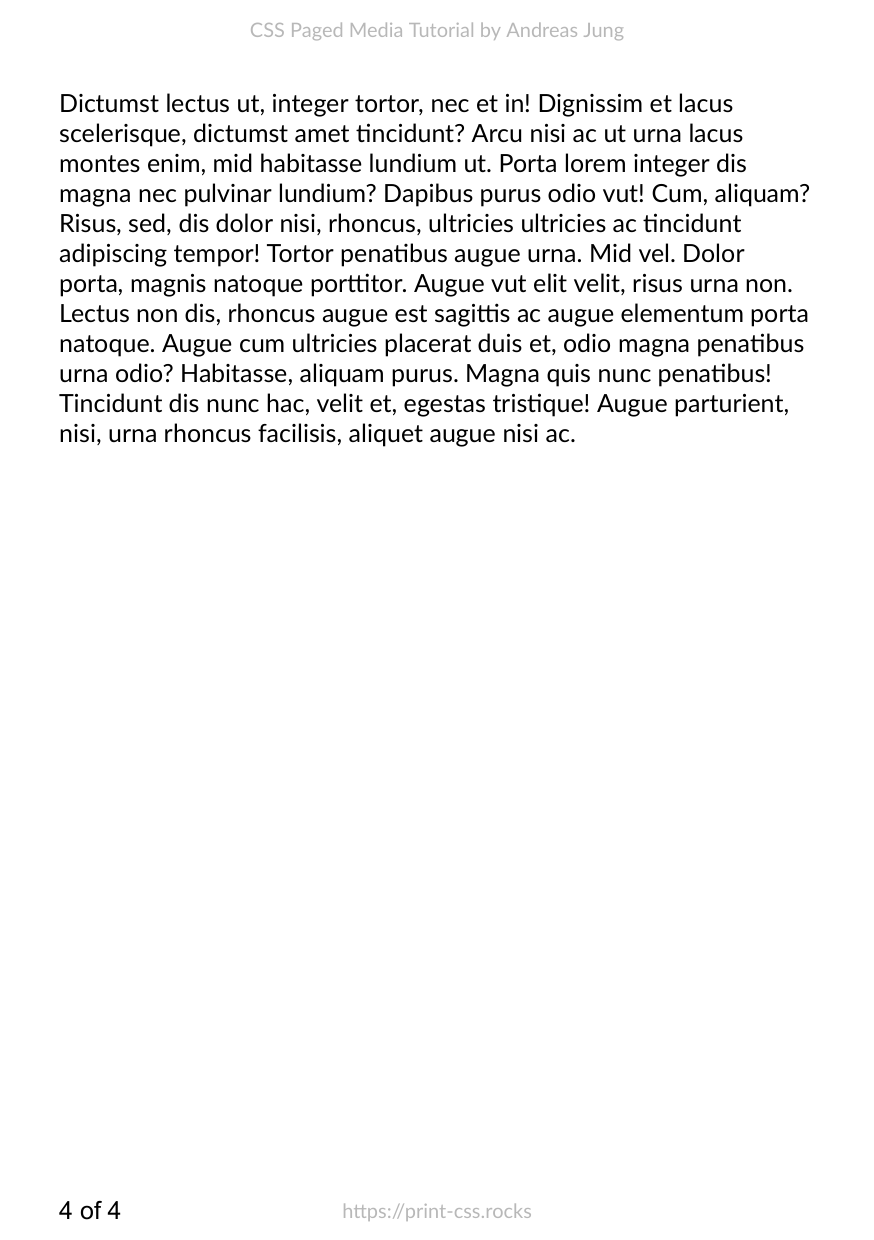 CSS Paged Media Tutorial by Andreas Jung
Dictumst lectus ut, integer tortor, nec et in! Dignissim et lacus
scelerisque, dictumst amet tincidunt? Arcu nisi ac ut urna lacus
montes enim, mid habitasse lundium ut. Porta lorem integer dis
magna nec pulvinar lundium? Dapibus purus odio vut! Cum, aliquam?
Risus, sed, dis dolor nisi, rhoncus, ultricies ultricies ac tincidunt
adipiscing tempor! Tortor penatibus augue urna. Mid vel. Dolor
porta, magnis natoque porttitor. Augue vut elit velit, risus urna non.
Lectus non dis, rhoncus augue est sagittis ac augue elementum porta
natoque. Augue cum ultricies placerat duis et, odio magna penatibus
urna odio? Habitasse, aliquam purus. Magna quis nunc penatibus!
Tincidunt dis nunc hac, velit et, egestas tristique! Augue parturient,
nisi, urna rhoncus facilisis, aliquet augue nisi ac.
4 of 4
https://print-css.rocks